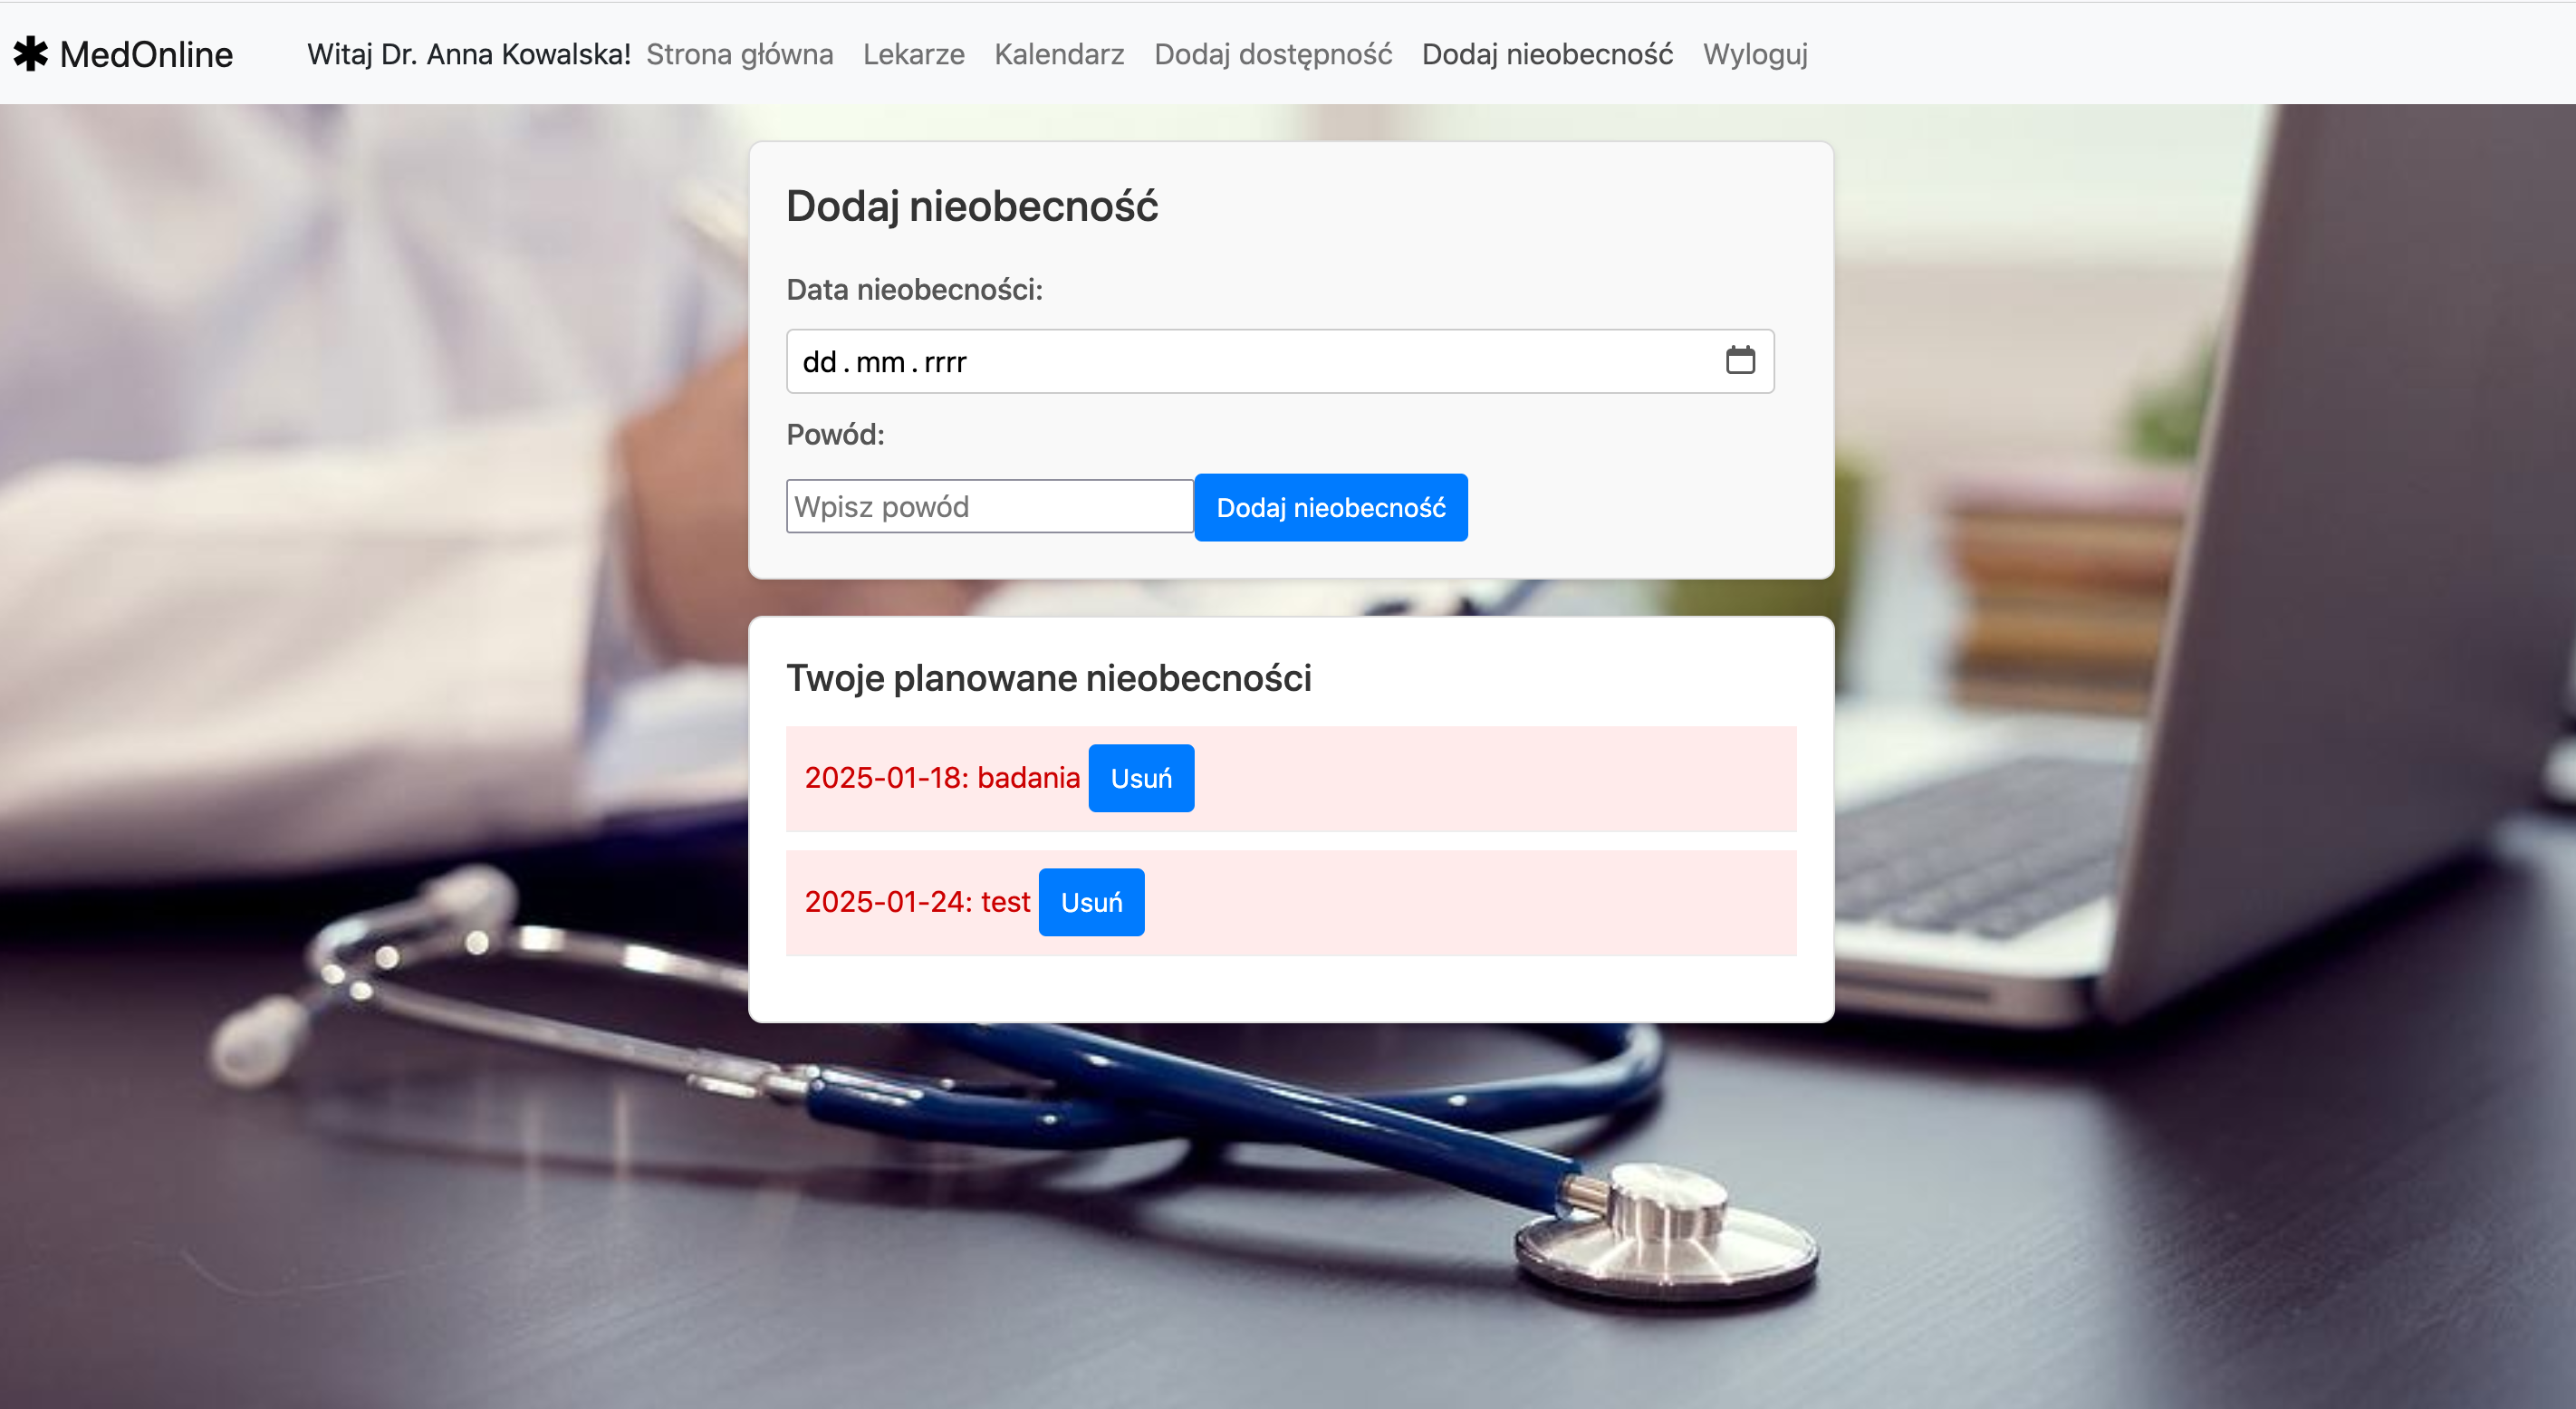 MedOnline Witaj Dr. Anna Kowalska! Strona główna Lekarze Kalendarz Dodaj dostępność Dodaj nieobecność Wyloguj
Dodaj nieobecność
Data nieobecności:
dd.mm.rrrr
Powód:
Wpisz powód Dodaj nieobecność
Twoje planowane nieobecności
2025-01-18: badania Usuń
2025-01-24: test Usuń